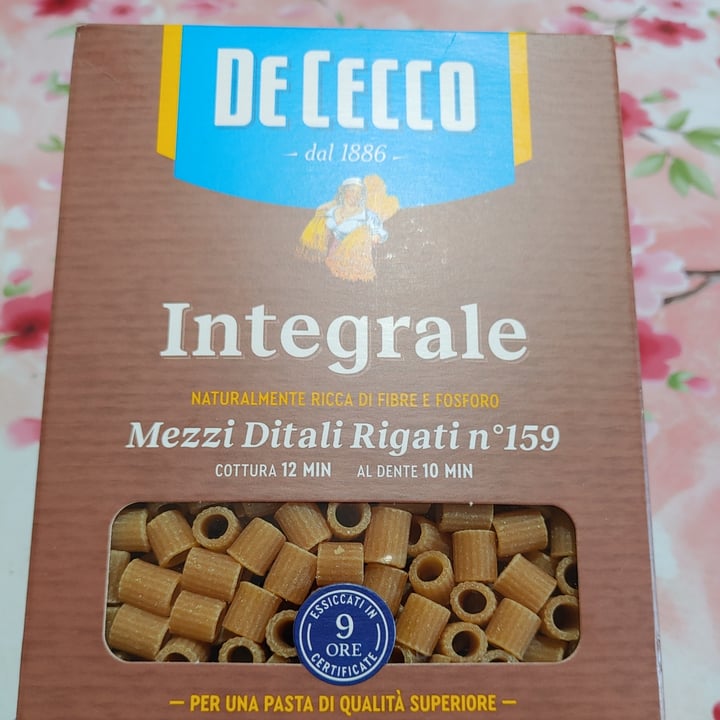 DE CECCO
dal 1886
Integrale
NATURALMENTE RICCA DI FIBRE E FOSFORO
Mezzi Ditali Rigati n°159
COTTURA 12 MIN AL DENTE 10 MIN
ESSICCATI IN
9
ORE
CERTIFICATE
— PER UNA PASTA DI QUALITÀ SUPERIORE —